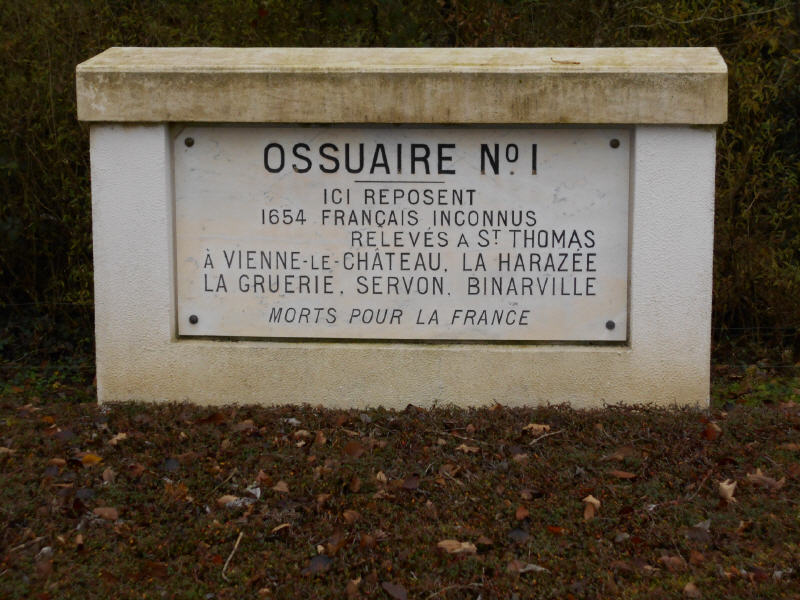 OSSUAIRE Nº 1
ICI REPOSENT
1654 FRANÇAIS INCONNUS
RELEVÉS A ST THOMAS
À VIENNE-LE-CHÂTEAU, LA HARAZÉE
LA GRUERIE, SERVON, BINARVILLE
MORTS POUR LA FRANCE